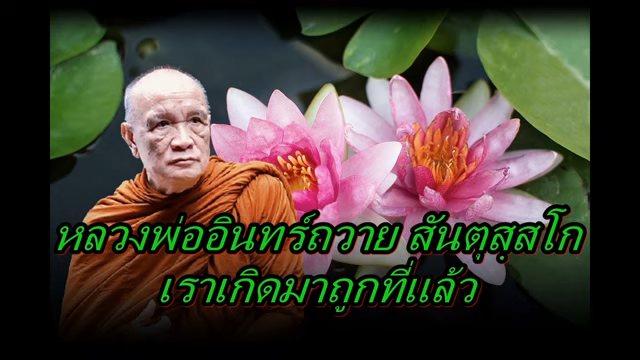 หลวงพ่ออินทร์ถวาย สันตุสฺสโก
เราเกิดมาถูกที่แล้ว